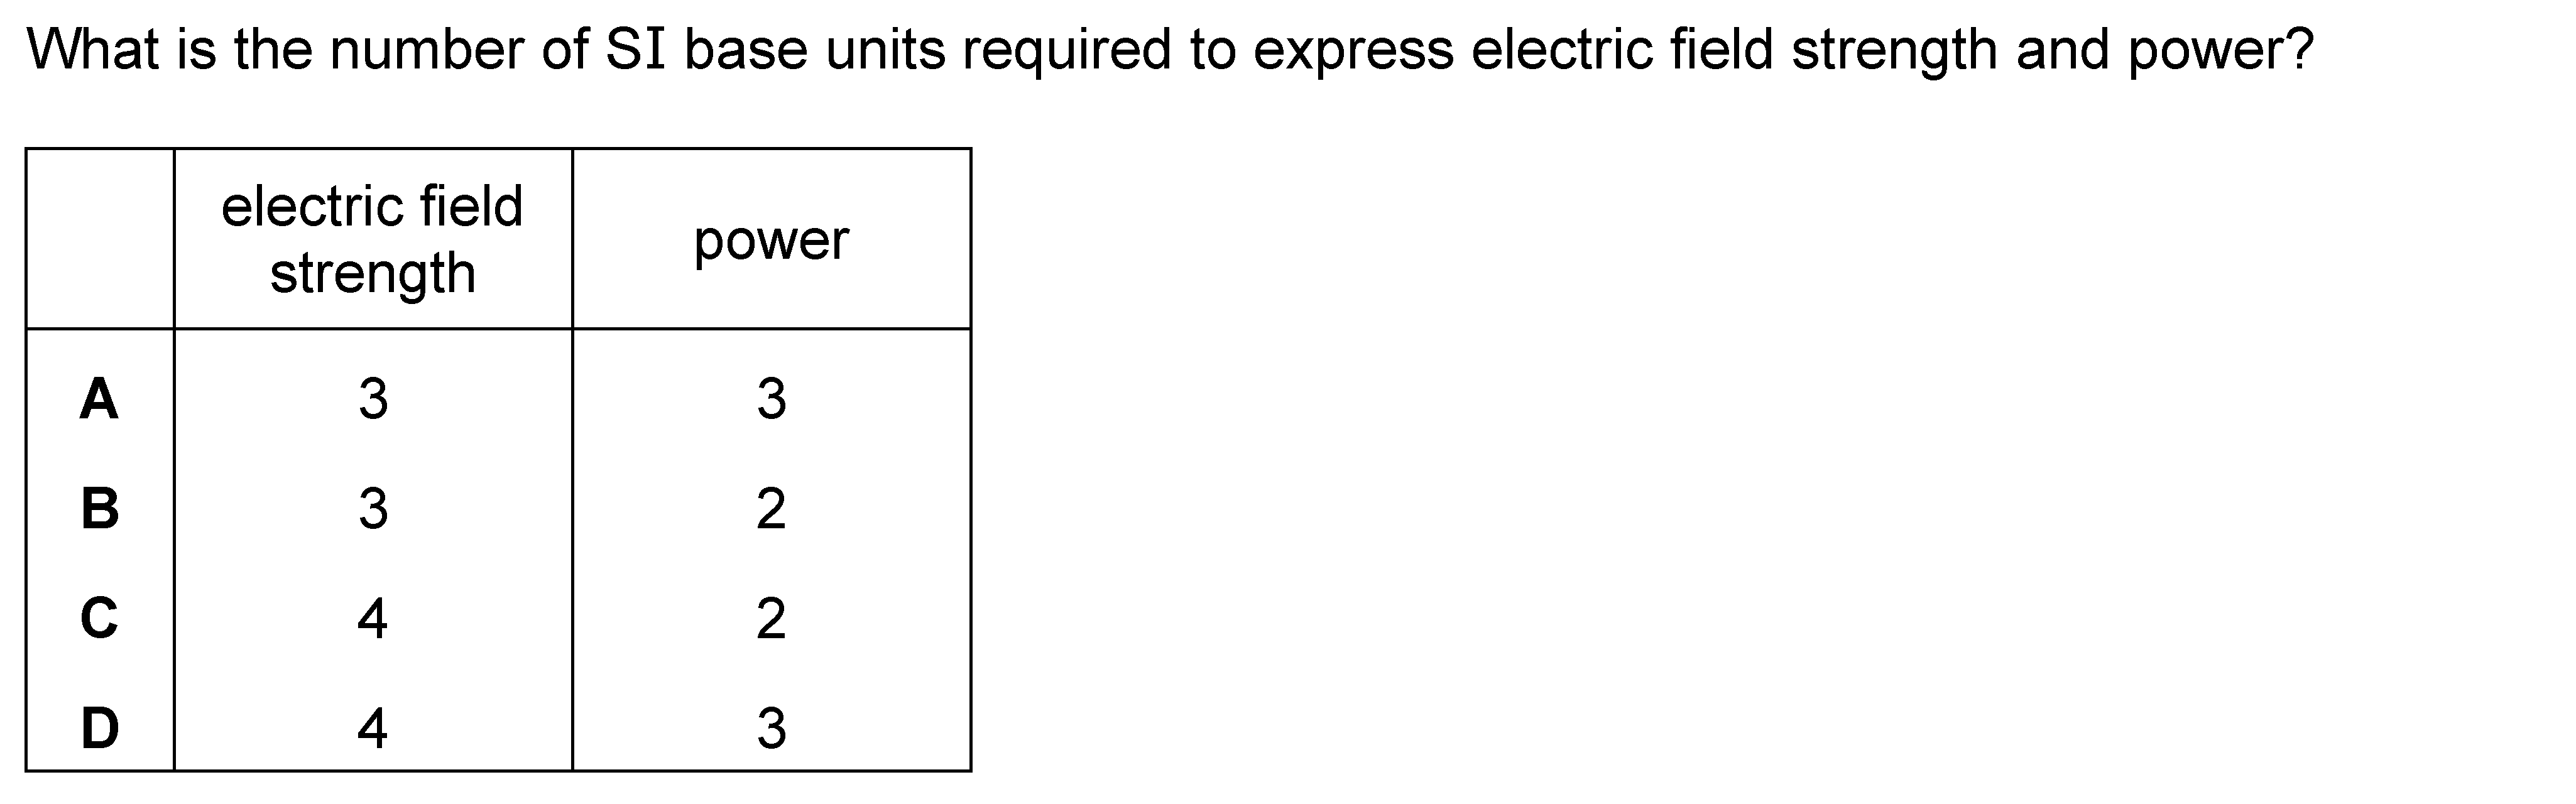 What is the number of SI base units required to express electric field strength and power?
electric field
strength
power
A 3 3
B 3 2
C 4 2
D 4 3